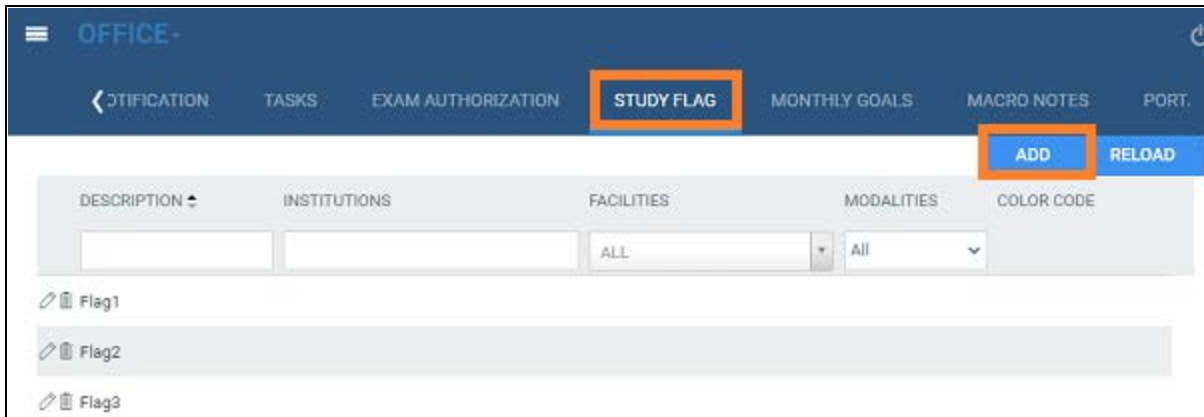 OFFICE
OTIFICATION TASKS EXAM AUTHORIZATION STUDY FLAG MONTHLY GOALS MACRO NOTES PORT.
ADD RELOAD
DESCRIPTION INSTITUTIONS FACILITIES MODALITIES COLOR CODE
ALL All
Flag1
Flag2
Flag3